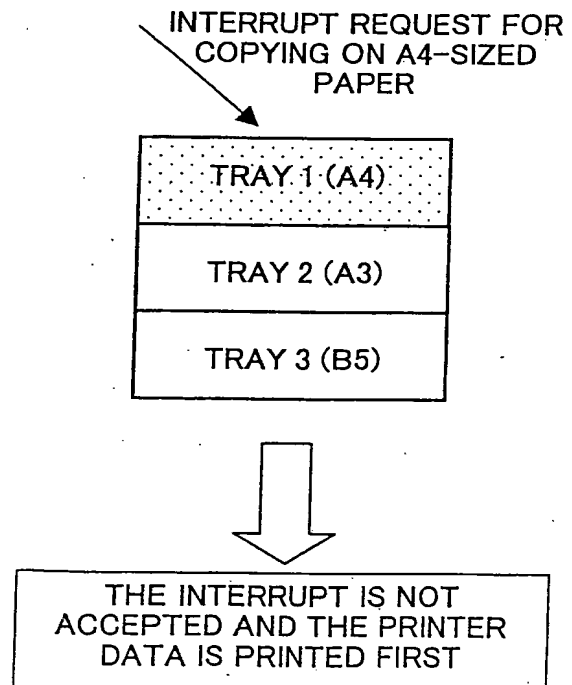 INTERRUPT REQUEST FOR
COPYING ON A4-SIZED
PAPER
TRAY 1 (A4)
TRAY 2 (A3)
TRAY 3 (B5)
THE INTERRUPT IS NOT
ACCEPTED AND THE PRINTER
DATA IS PRINTED FIRST